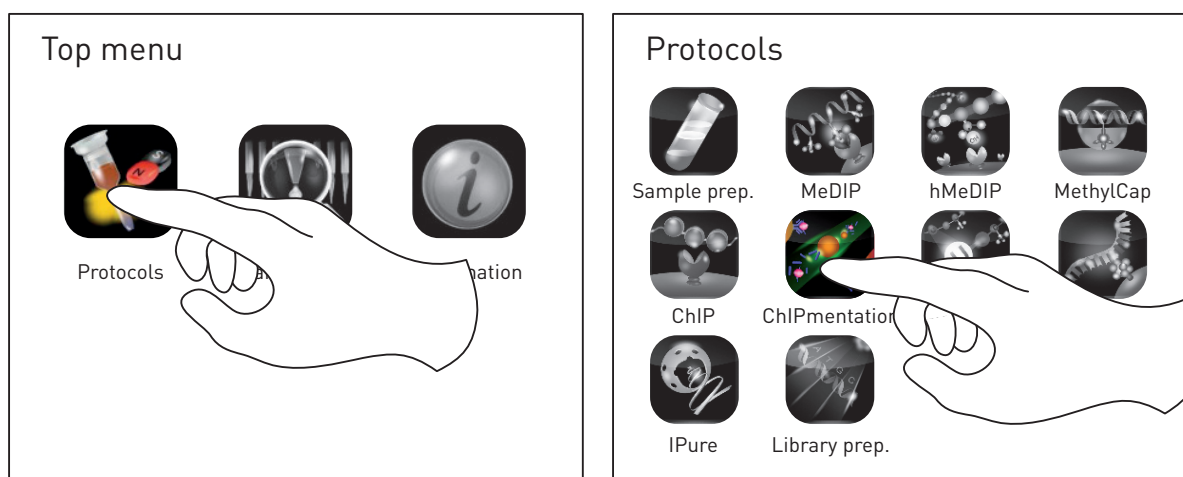 Top menu
Protocols
Protocols
Sample prep.
MeDIP
hMeDIP
MethylCap
ChIP
ChIPmentation
IPure
Library prep.